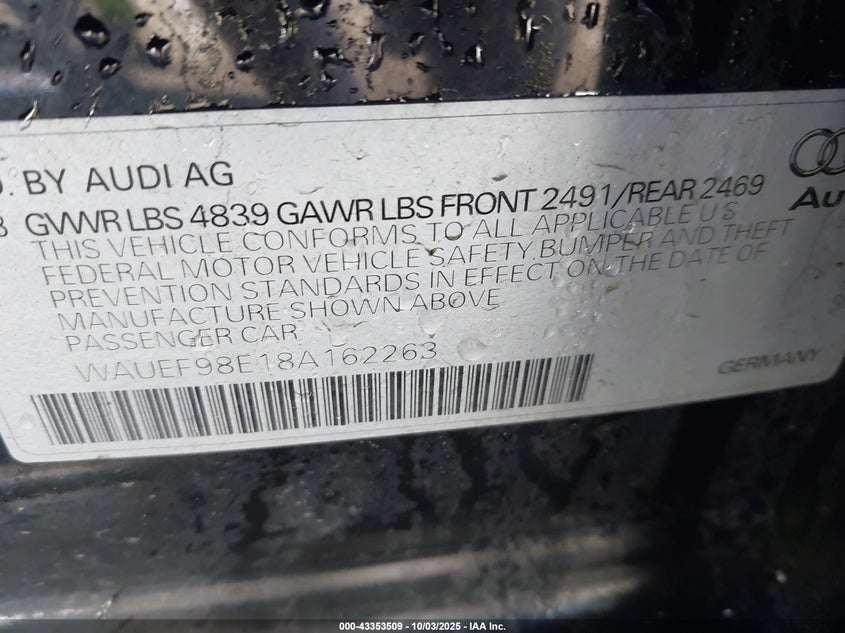 . BY AUDI AG
GVWR LBS 4839 GAWR LBS FRONT 2491/REAR 2469
THIS VEHICLE CONFORMS TO ALL APPLICABLE U S
FEDERAL MOTOR VEHICLE SAFETY, BUMPER AND THEFT
PREVENTION STANDARDS IN EFFECT ON THE DATE OF
MANUFACTURE SHOWN ABOVE
PASSENGER CAR
WAUEF98E18A162263
GERMANY
000-43353509 - 10/03/2025 - IAA Inc.